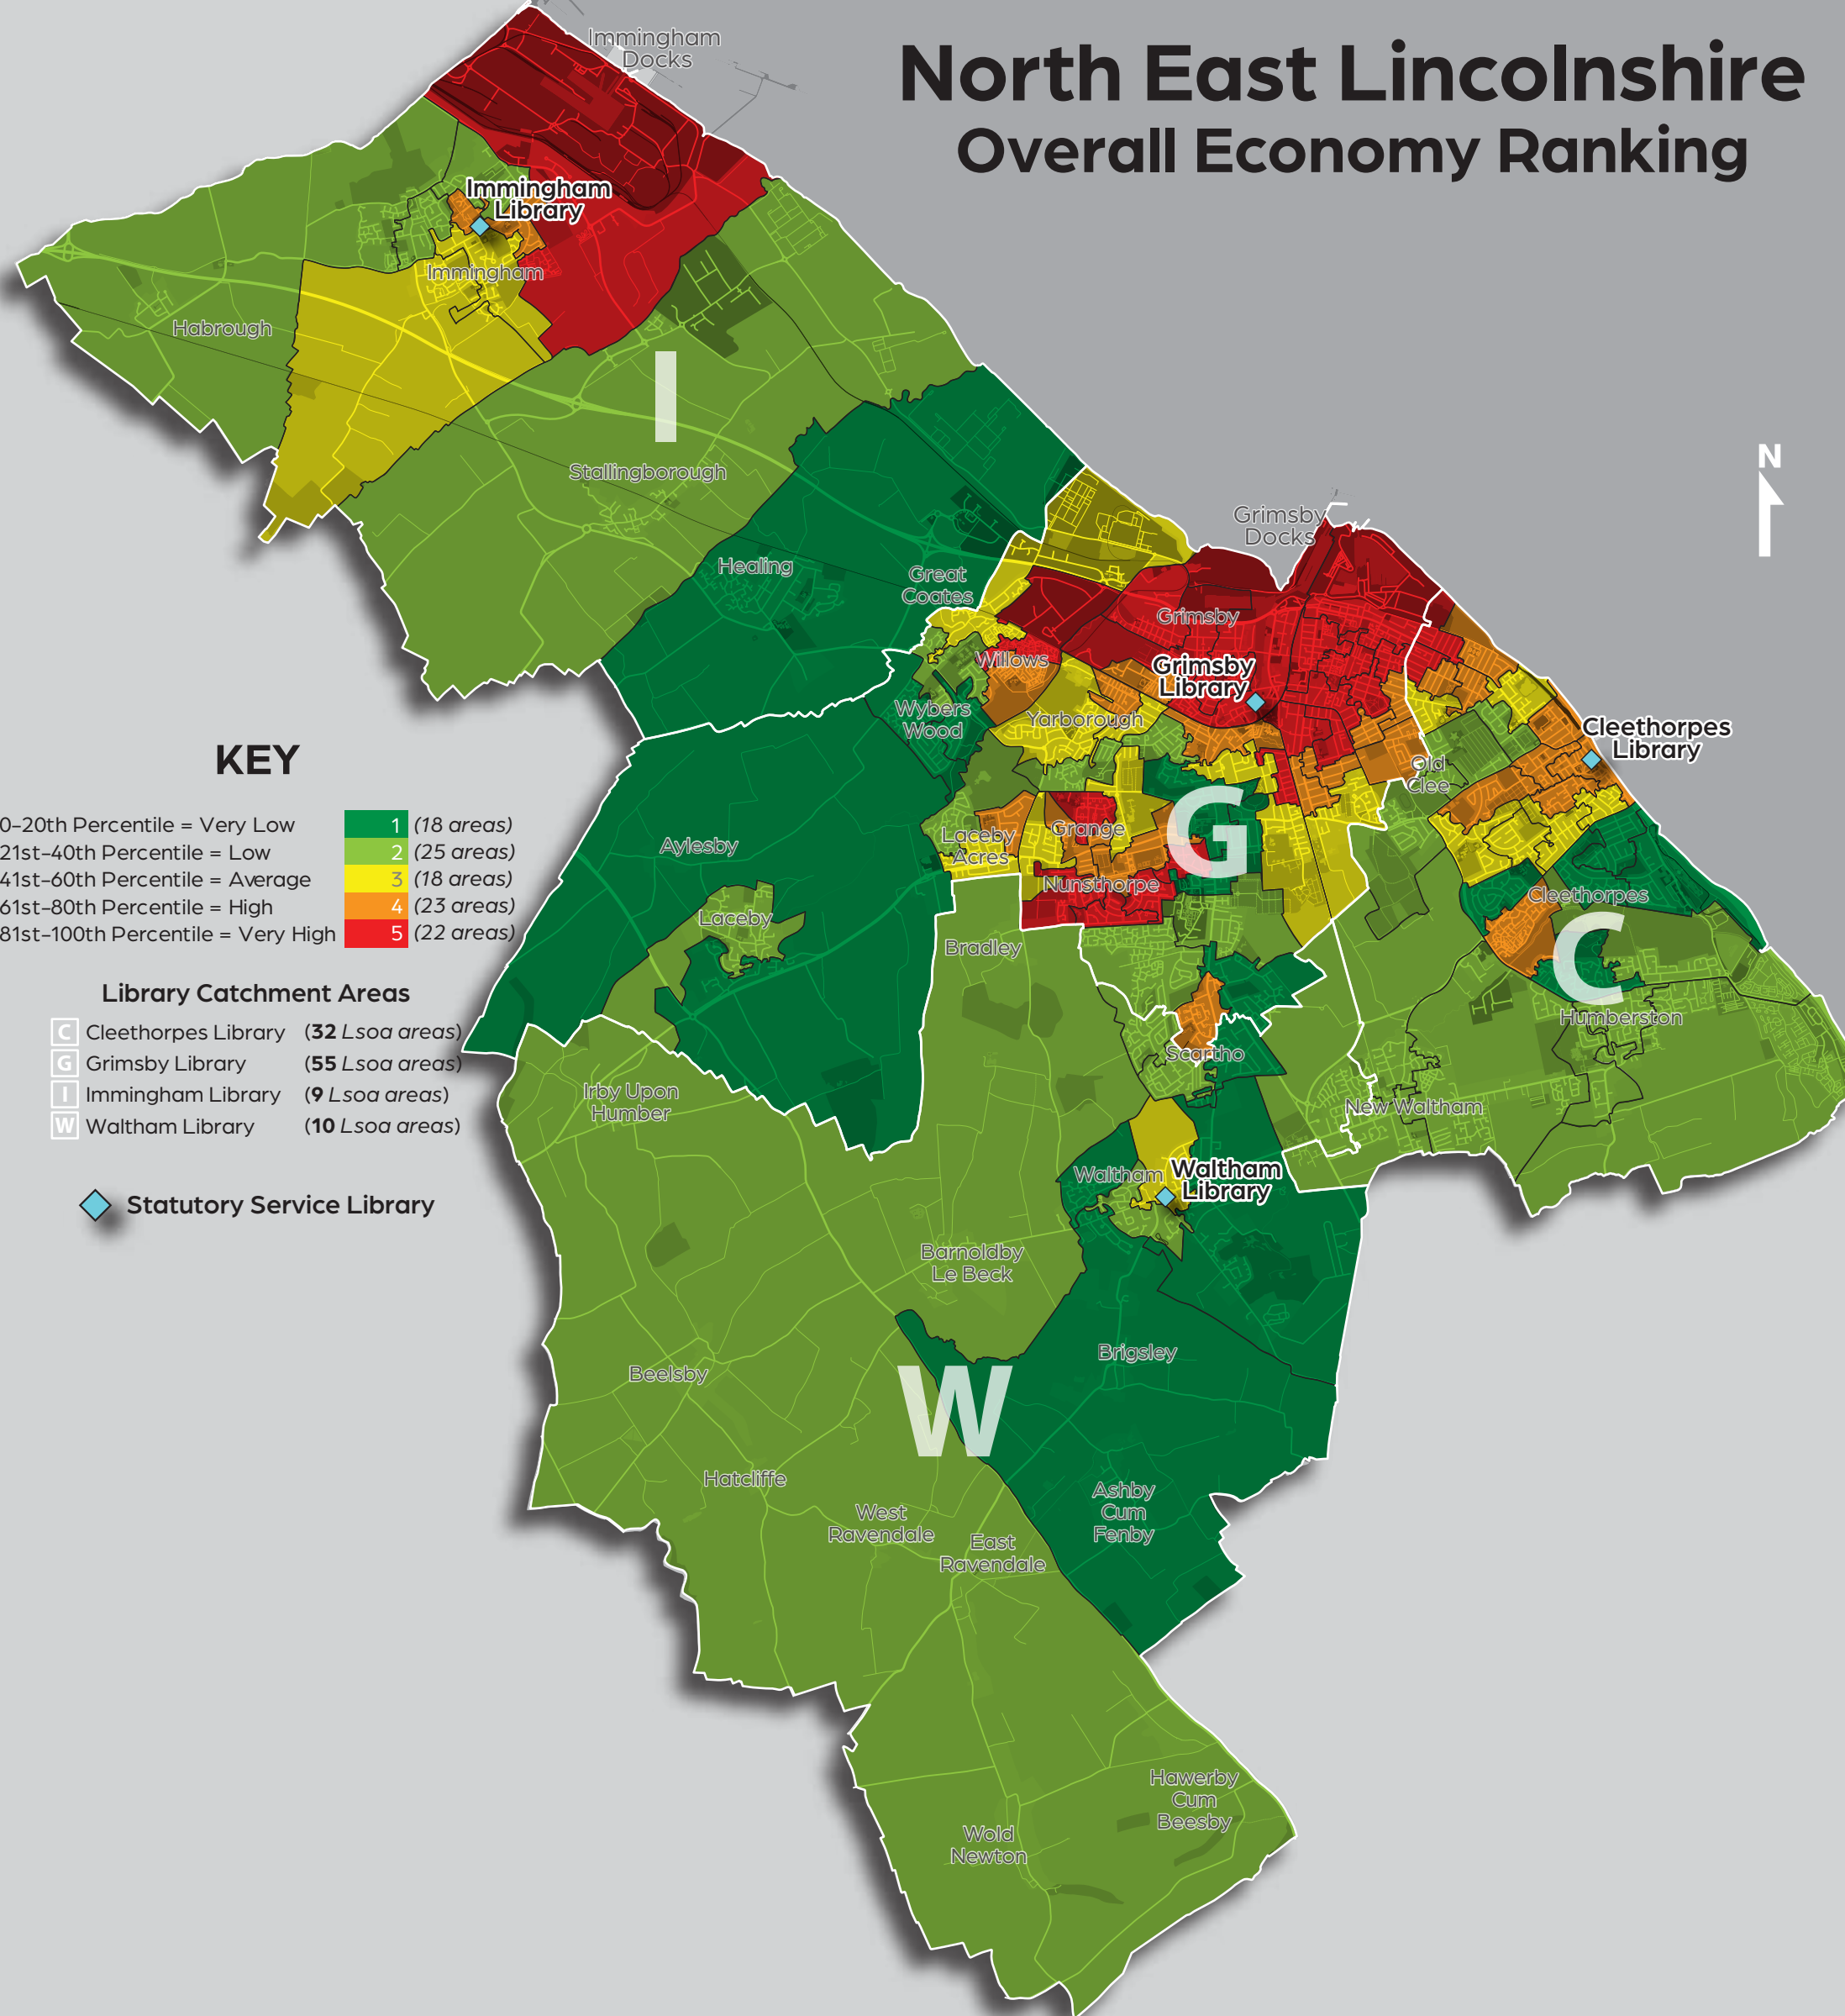 North East Lincolnshire
Overall Economy Ranking
Immingham
Docks
Immingham
Library
Immingham
Habrough
I
Stallingborough
N
Grimsby
Docks
Healing
Great
Coates
Grimsby
Willows
Grimsby
Library
Wybers
Wood
Yarborough
Cleethorpes
Library
Old
Clee
KEY
0-20th Percentile = Very Low 1 (18 areas)
21st-40th Percentile = Low 2 (25 areas)
41st-60th Percentile = Average 3 (18 areas)
61st-80th Percentile = High 4 (23 areas)
81st-100th Percentile = Very High 5 (22 areas)
Library Catchment Areas
C Cleethorpes Library (32 Lsoa areas)
G Grimsby Library (55 Lsoa areas)
I Immingham Library (9 Lsoa areas)
W Waltham Library (10 Lsoa areas)
Statutory Service Library
Aylesby
Laceby
Acres
Grange
G
Nunsthorpe
Cleethorpes
Laceby
Bradley
C
Humberston
Scartho
Irby Upon
Humber
New Waltham
Waltham
Waltham
Library
Barnoldby
Le Beck
Brigsley
Beelsby
W
Hatcliffe
Ashby
Cum
Fenby
West
Ravendale
East
Ravendale
Hawerby
Cum
Beesby
Wold
Newton